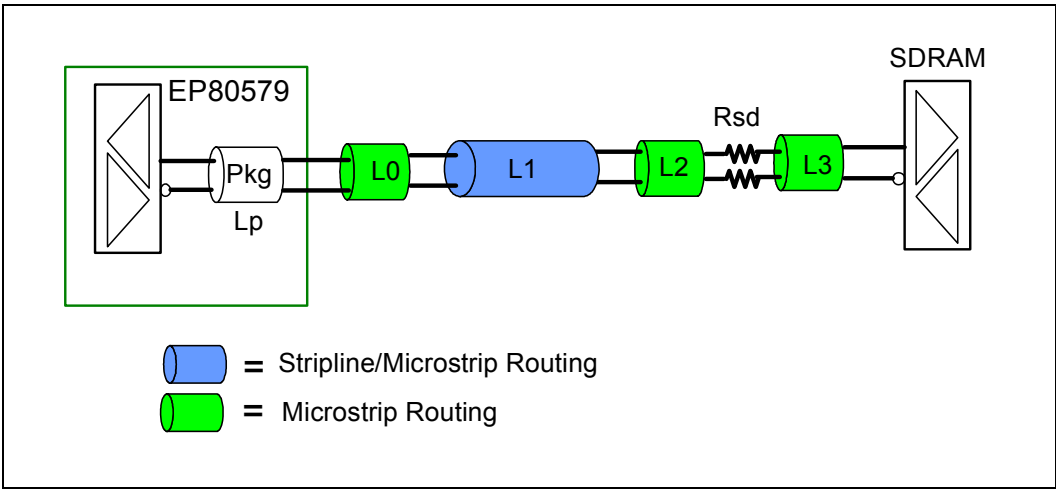 SDRAM
EP80579
Rsd
Pkg
L0
L1
L2
L3
Lp
= Stripline/Microstrip Routing
= Microstrip Routing